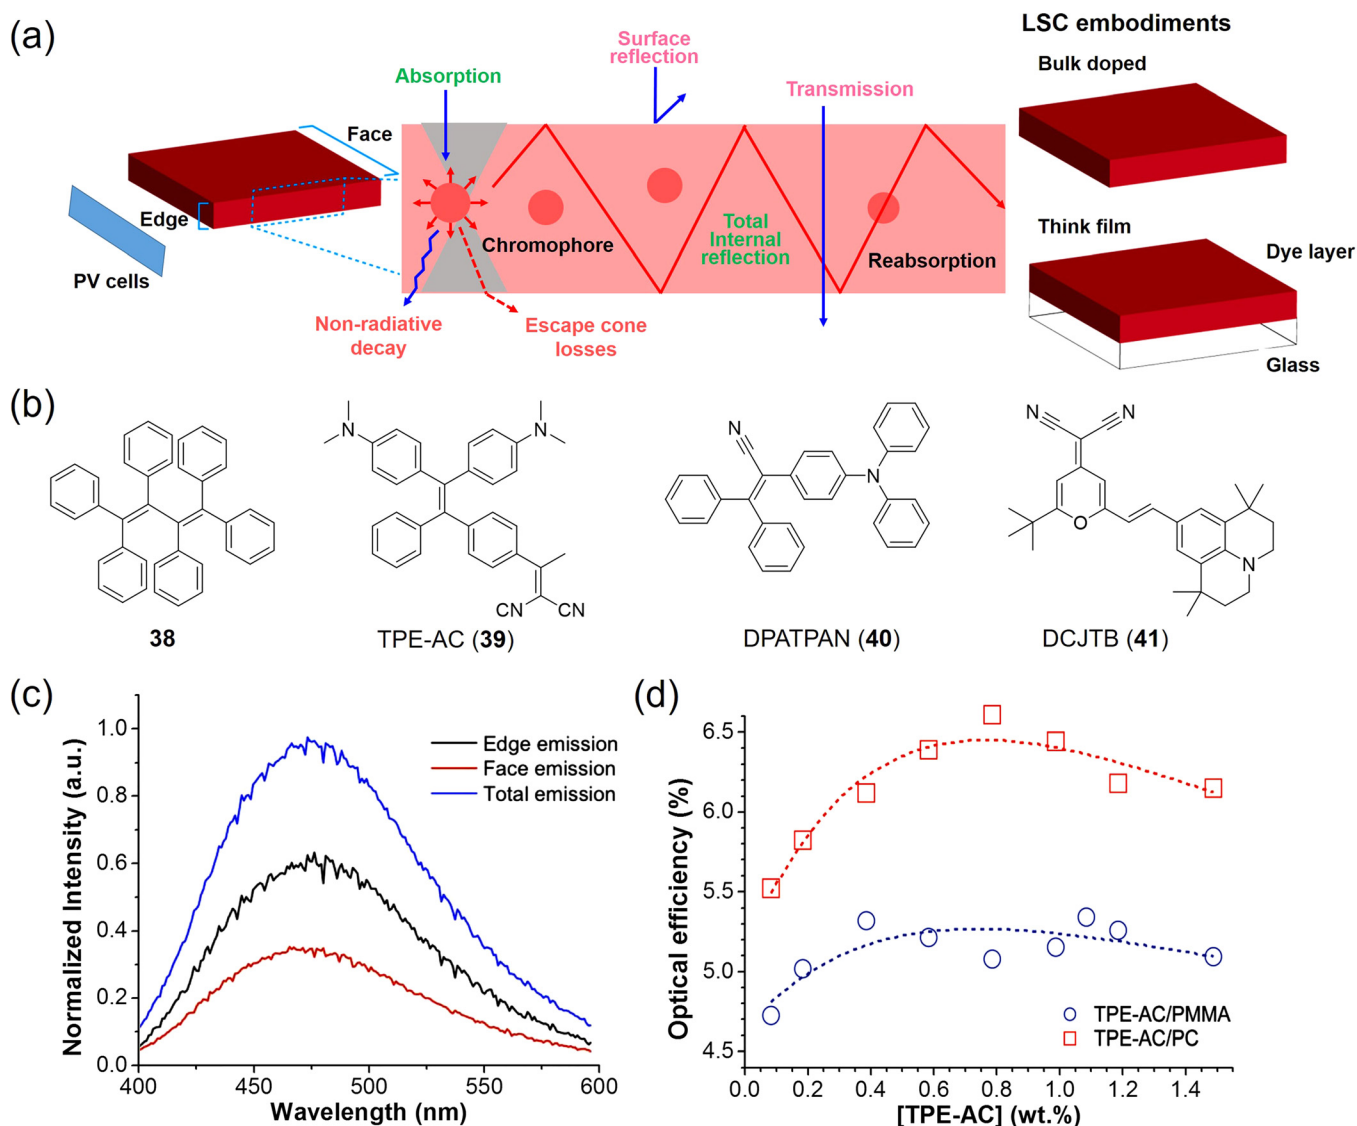 (a)
LSC embodiments
Surface
reflection
Absorption
Transmission
Bulk doped
Face
Edge
PV cells
Chromophore
Total
Internal
reflection
Reabsorption
Think film
Dye layer
Glass
Non-radiative
decay
Escape cone
losses
(b)
N
N
CN
CN
N
N
N
N
O
N
38
TPE-AC (39)
DPATPAN (40)
DCJTB (41)
(c)
Normalized Intensity (a.u.)
1.0
0.8
0.6
0.4
0.2
0.0
400
450
500
550
600
Wavelength (nm)
Edge emission
Face emission
Total emission
(d)
Optical efficiency (%)
6.5
6.0
5.5
5.0
4.5
0.0
0.2
0.4
0.6
0.8
1.0
1.2
1.4
[TPE-AC] (wt.%)
TPE-AC/PMMA
TPE-AC/PC